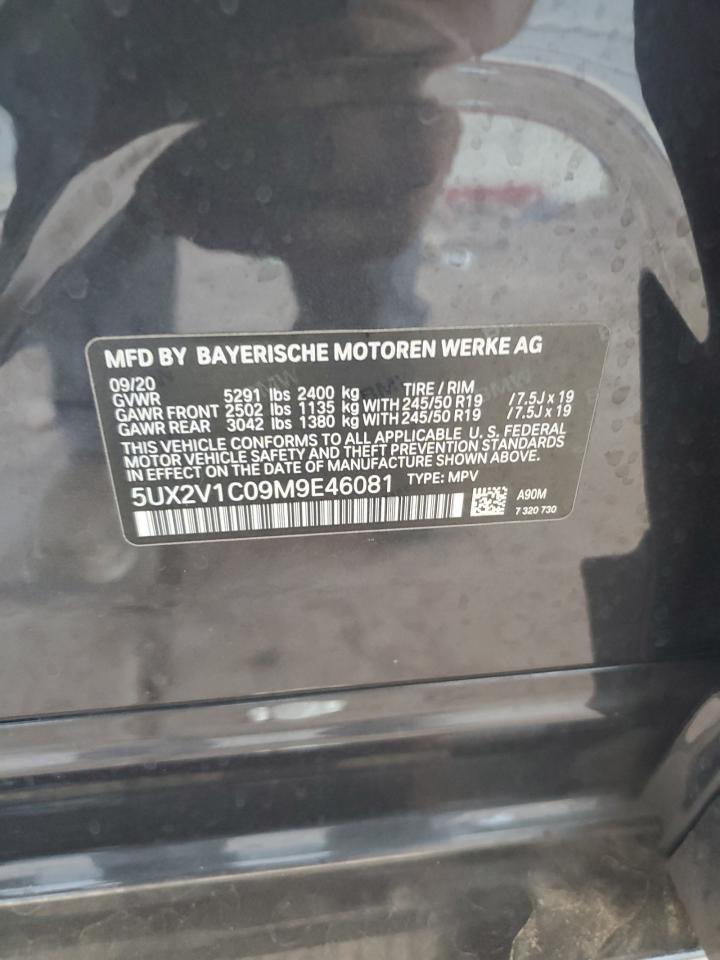 MFD BY BAYERISCHE MOTOREN WERKE AG
09/20 TIRE / RIM
GVWR 5291 lbs 2400 kg
GAWR FRONT 2502 lbs 1135 kg WITH 245/50 R19 / 7.5J x 19
GAWR REAR 3042 lbs 1380 kg WITH 245/50 R19 / 7.5J x 19
THIS VEHICLE CONFORMS TO ALL APPLICABLE U.S. FEDERAL
MOTOR VEHICLE SAFETY AND THEFT PREVENTION STANDARDS
IN EFFECT ON THE DATE OF MANUFACTURE SHOWN ABOVE.
5UX2V1C09M9E46081 TYPE: MPV
A90M
7 320 730